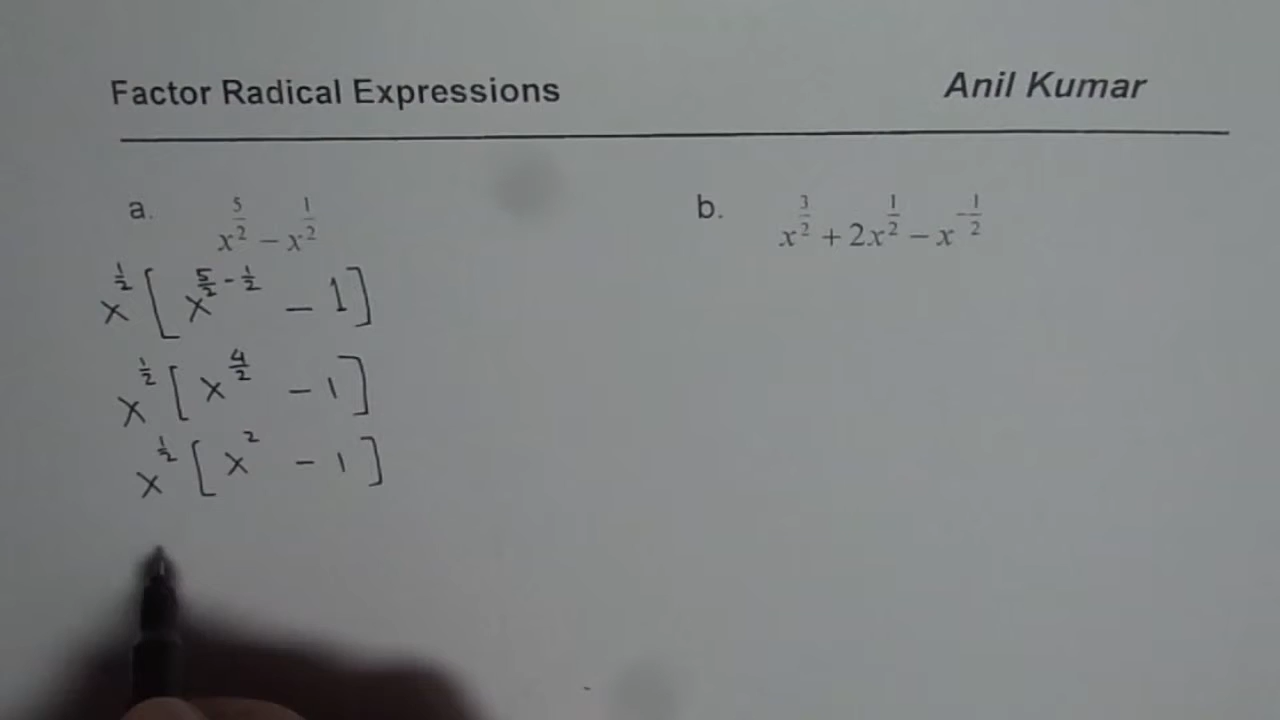 Factor Radical Expressions Anil Kumar
a. x^{5/2} − x^{1/2} b. x^{3/2} + 2x^{1/2} − x^{-1/2}
x^{1/2} [ x^{5/2 - 1/2} − 1 ]
x^{1/2} [ x^{4/2} − 1 ]
x^{1/2} [ x^2 − 1 ]